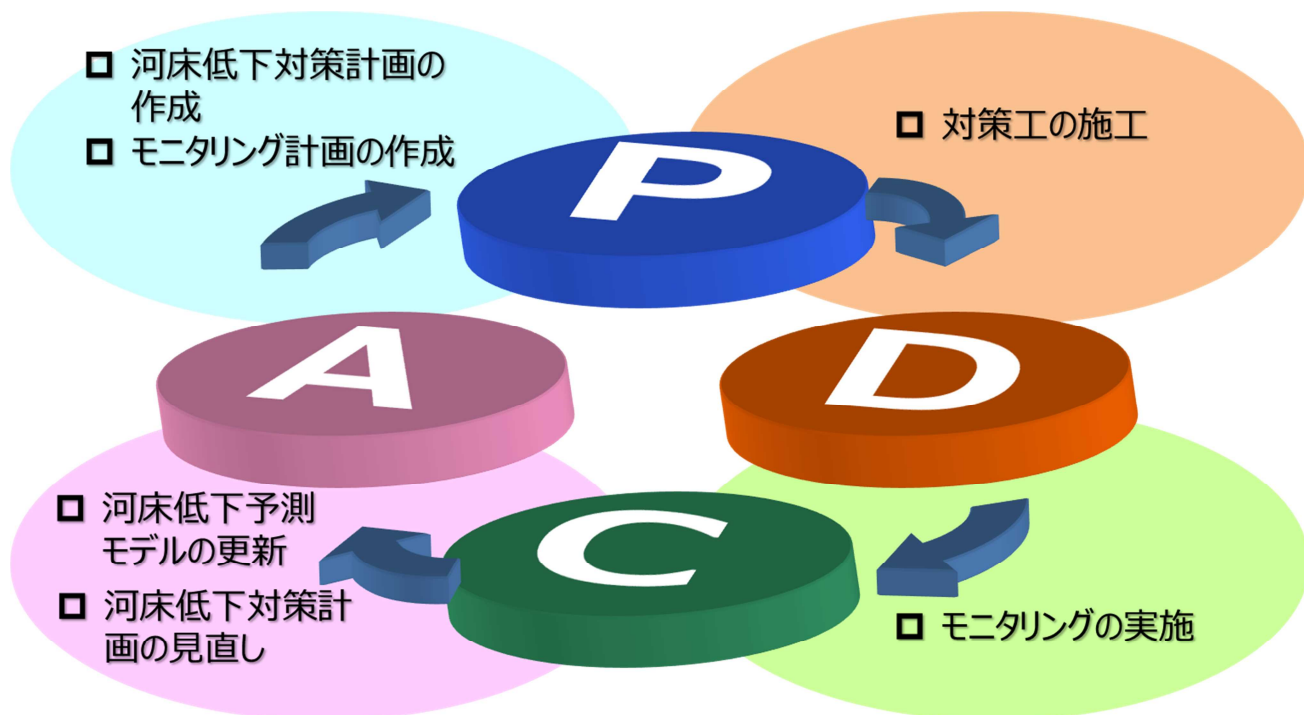 □ 河床低下対策計画の
作成
□ モニタリング計画の作成
□ 対策工の施工
P
A
D
C
□ 河床低下予測
モデルの更新
□ 河床低下対策計
画の見直し
□ モニタリングの実施